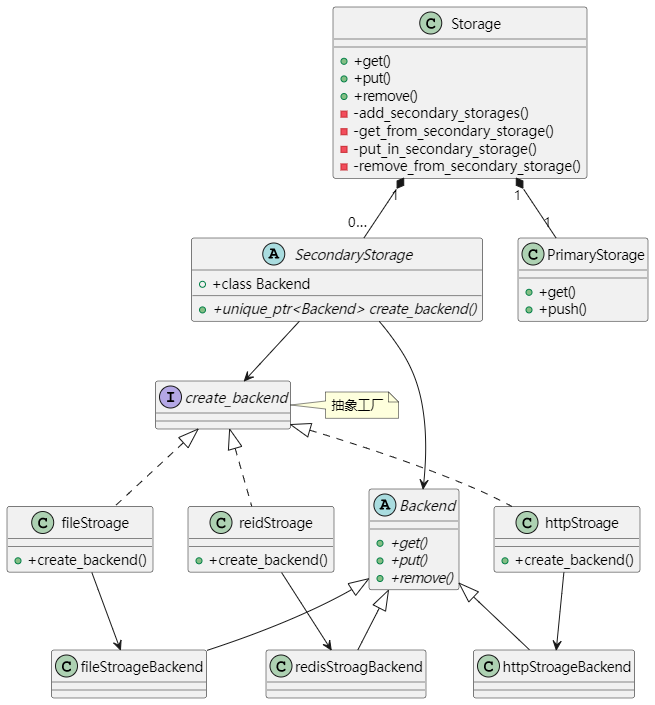 C Storage
+get()
+put()
+remove()
-add_secondary_storages()
-get_from_secondary_storage()
-put_in_secondary_storage()
-remove_from_secondary_storage()
1
1
0...
1
A SecondaryStorage
+class Backend
+unique_ptr<Backend> create_backend()
C PrimaryStorage
+get()
+push()
I create_backend
抽象工厂
C fileStroage
+create_backend()
C reidStroage
+create_backend()
A Backend
+get()
+put()
+remove()
C httpStroage
+create_backend()
C fileStroageBackend
C redisStroagBackend
C httpStroageBackend